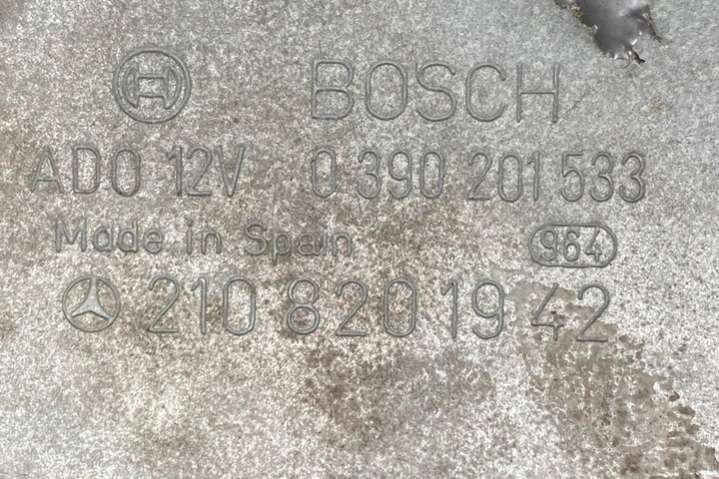 BOSCH
ADO 12V 0 390 201 533
Made in Spain 964
210 820 19 42